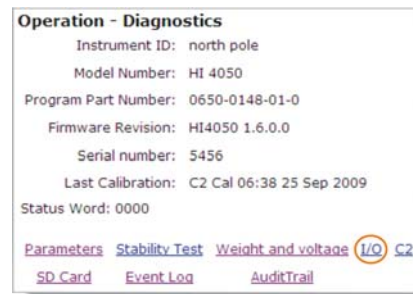 Operation - Diagnostics
Instrument ID: north pole
Model Number: HI 4050
Program Part Number: 0650-0148-01-0
Firmware Revision: HI4050 1.6.0.0
Serial number: 5456
Last Calibration: C2 Cal 06:38 25 Sep 2009
Status Word: 0000
Parameters Stability Test Weight and voltage I/O C2
SD Card Event Log AuditTrail